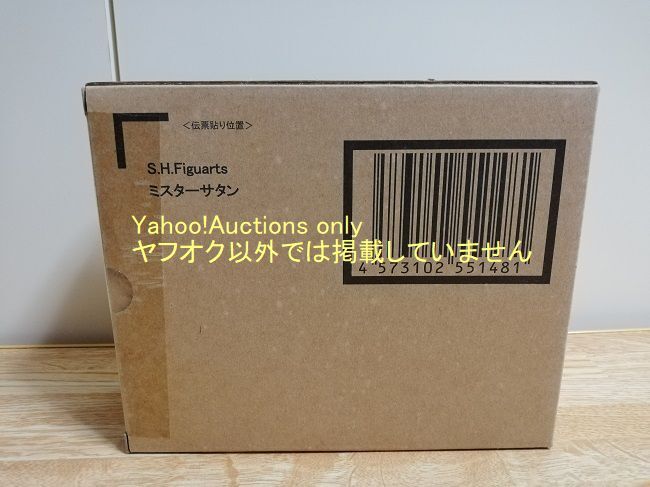 ＜伝票貼り位置＞
S.H.Figuarts
ミスターサタン
Yahoo!Auctions only
ヤフオク以外では掲載していません
4 573102 551481